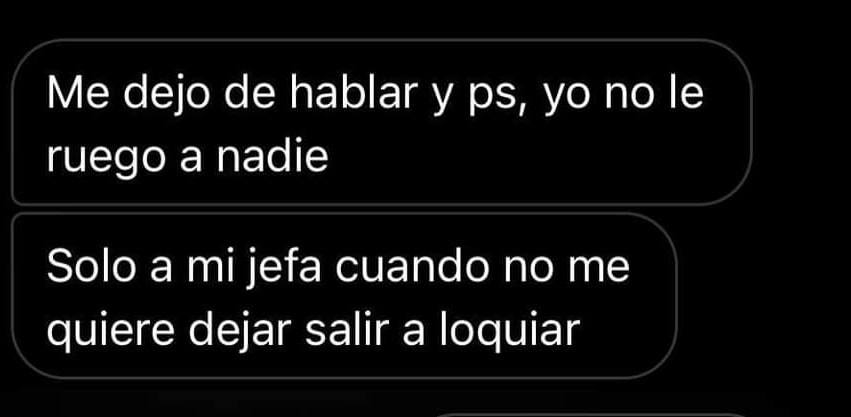 Me dejo de hablar y ps, yo no le
ruego a nadie
Solo a mi jefa cuando no me
quiere dejar salir a loquiar